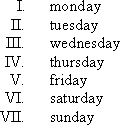 I. monday
II. tuesday
III. wednesday
IV. thursday
V. friday
VI. saturday
VII. sunday